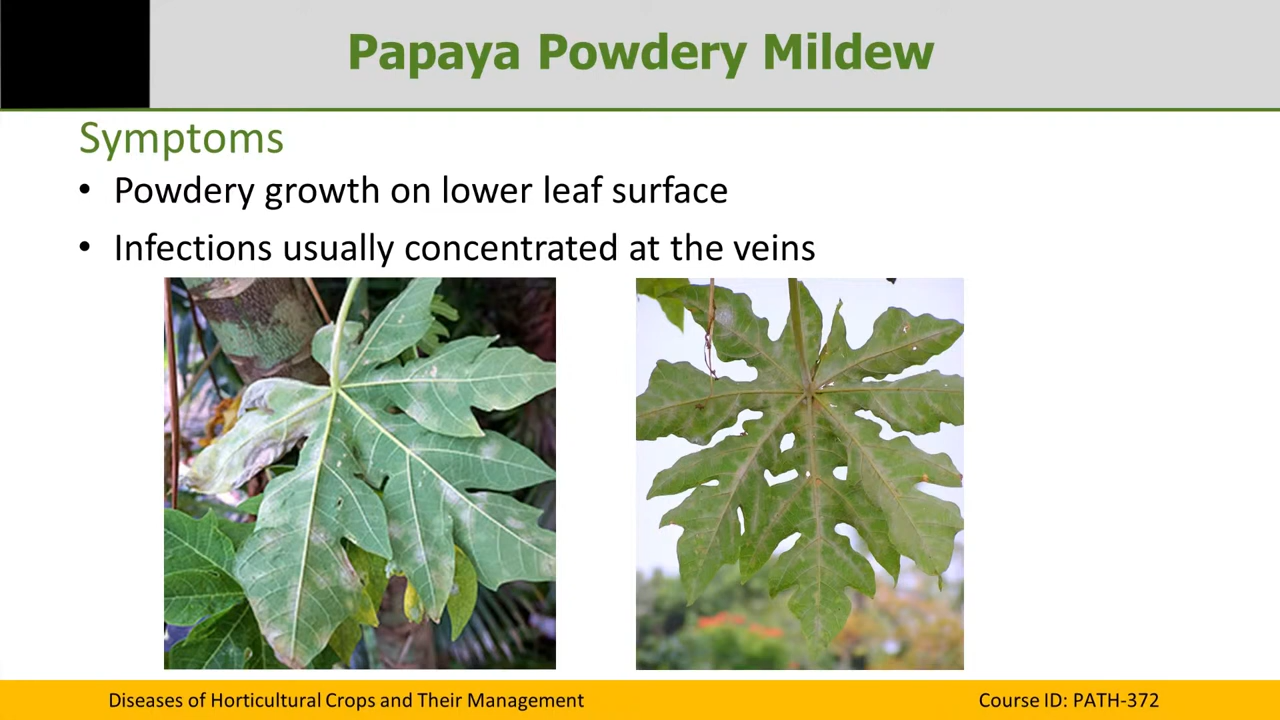 Papaya Powdery Mildew
Symptoms
• Powdery growth on lower leaf surface
• Infections usually concentrated at the veins
Diseases of Horticultural Crops and Their Management
Course ID: PATH-372